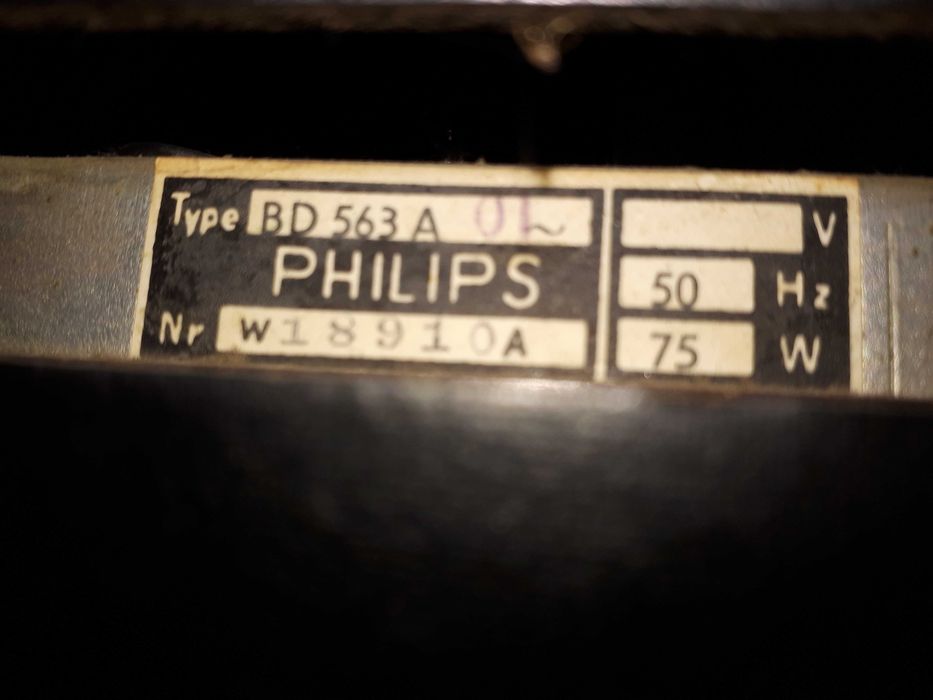 Type BD 563 A 01 ~
PHILIPS
Nr W18910A
V
50 Hz
75 W